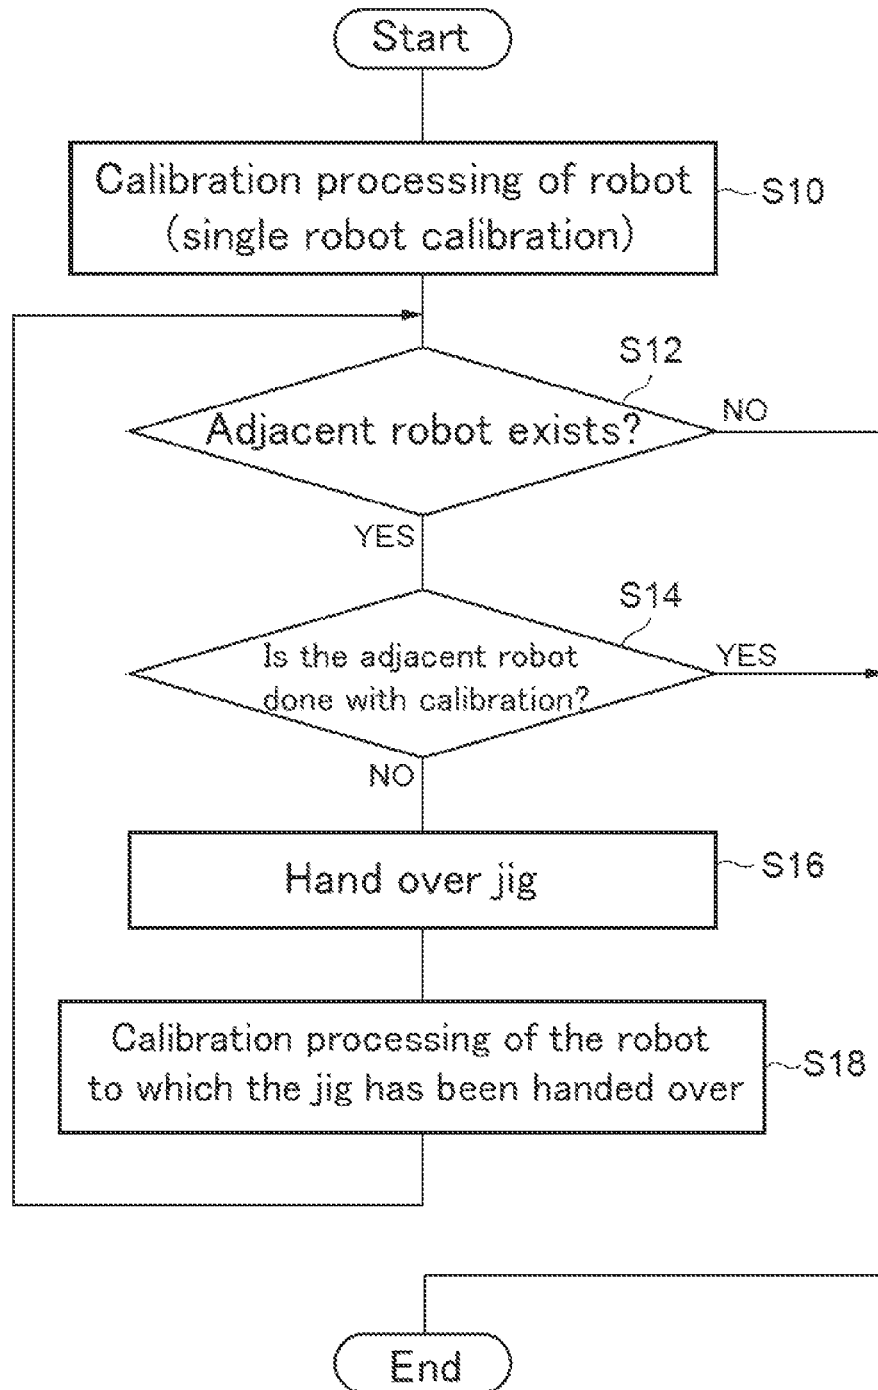 Start
Calibration processing of robot
(single robot calibration)
S10
S12
Adjacent robot exists?
NO
YES
S14
Is the adjacent robot
done with calibration?
YES
NO
Hand over jig
S16
Calibration processing of the robot
to which the jig has been handed over
S18
End